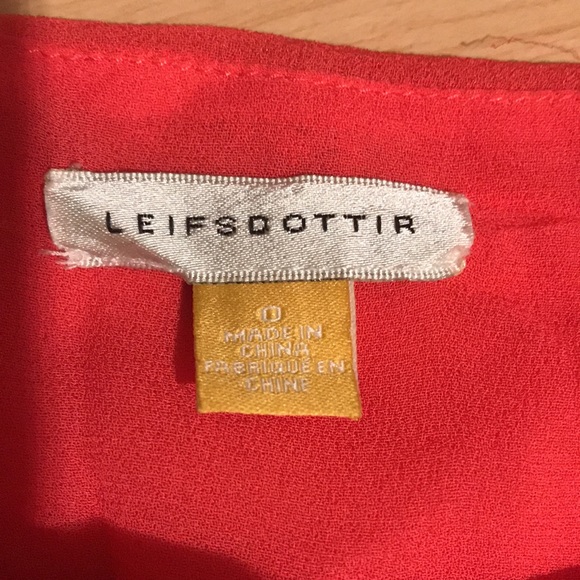 LEIFSDOTTIR
0
MADE IN
CHINA
FABRIQUE EN
CHINE